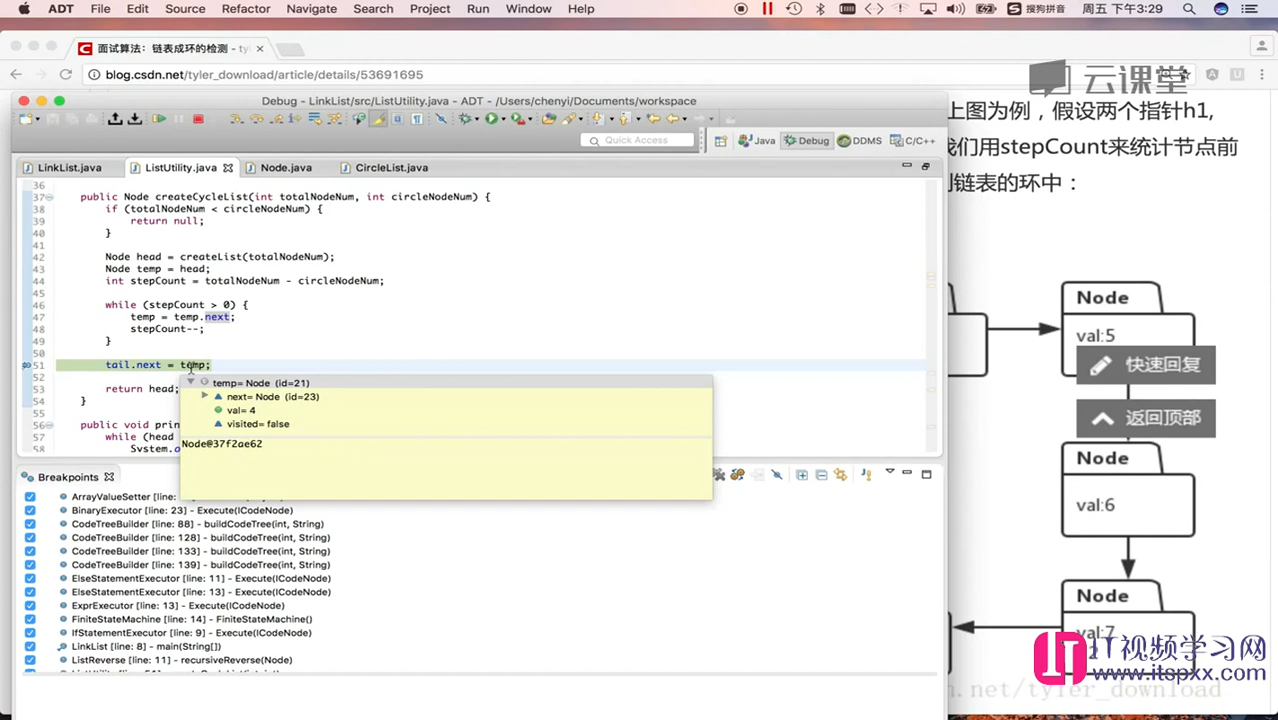 ADT File Edit Source Refactor Navigate Search Project Run Window Help 搜狗拼音 周五 下午3:29
面试算法：链表成环的检测 - ty
blog.csdn.net/tyler_download/article/details/53691695
云课堂
Debug - LinkList/src/ListUtility.java - ADT - /Users/chenyi/Documents/workspace
上图为例，假设两个指针h1,
Quick Access Java Debug DDMS C/C++
我们用stepCount来统计节点前
LinkList.java ListUtility.java Node.java CircleList.java
链表的环中：
36
37 public Node createCycleList(int totalNodeNum, int circleNodeNum) {
38 if (totalNodeNum < circleNodeNum) {
39 return null;
40 }
41
42 Node head = createList(totalNodeNum);
43 Node temp = head;
44 int stepCount = totalNodeNum - circleNodeNum;
45
46 while (stepCount > 0) {
47 temp = temp.next;
48 stepCount--;
49 }
50
51 tail.next = temp;
52
53 return head;
54 }
55
56 public void prin
57 while (head
58 System.o
temp= Node (id=21)
next= Node (id=23)
val= 4
visited= false
Node@37f2ae62
Node
val:5
快速回复
返回顶部
Node
val:6
Node
val:7
Breakpoints
ArrayValueSetter [line: 11] - Execute(ICodeNode)
BinaryExecutor [line: 23] - Execute(ICodeNode)
CodeTreeBuilder [line: 88] - buildCodeTree(int, String)
CodeTreeBuilder [line: 128] - buildCodeTree(int, String)
CodeTreeBuilder [line: 133] - buildCodeTree(int, String)
CodeTreeBuilder [line: 139] - buildCodeTree(int, String)
ElseStatementExecutor [line: 11] - Execute(ICodeNode)
ElseStatementExecutor [line: 13] - Execute(ICodeNode)
ExprExecutor [line: 13] - Execute(ICodeNode)
FiniteStateMachine [line: 14] - FiniteStateMachine()
IfStatementExecutor [line: 9] - Execute(ICodeNode)
LinkList [line: 8] - main(String[])
ListReverse [line: 11] - recursiveReverse(Node)
IT视频学习网
www.itspxx.com
n.net/tyler_download